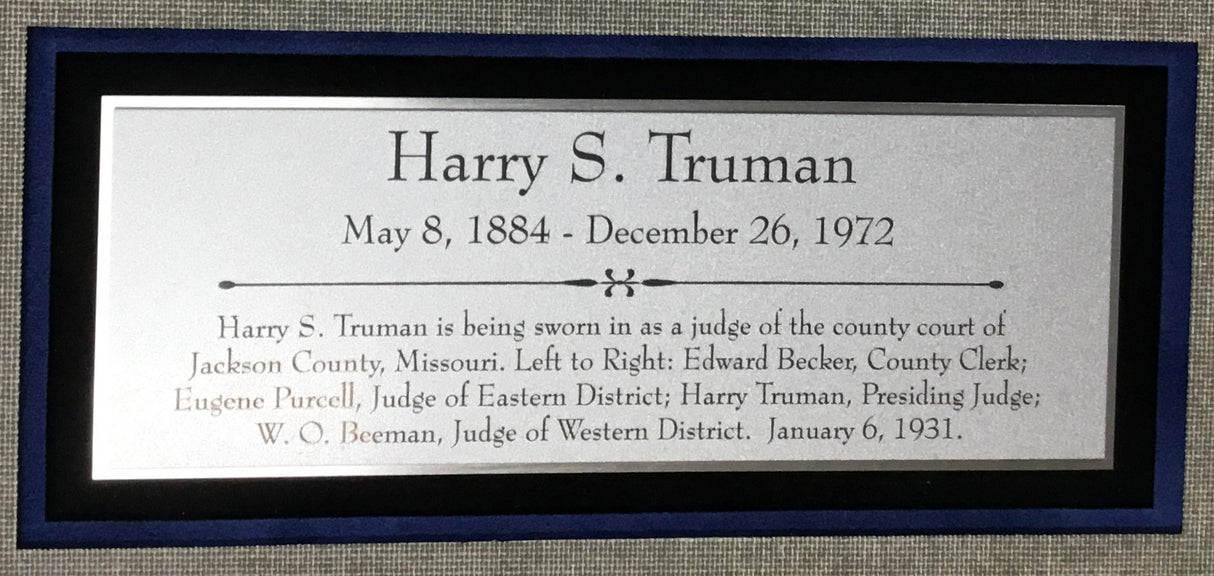 Harry S. Truman
May 8, 1884 - December 26, 1972
Harry S. Truman is being sworn in as a judge of the county court of
Jackson County, Missouri. Left to Right: Edward Becker, County Clerk;
Eugene Purcell, Judge of Eastern District; Harry Truman, Presiding Judge;
W. O. Beeman, Judge of Western District. January 6, 1931.